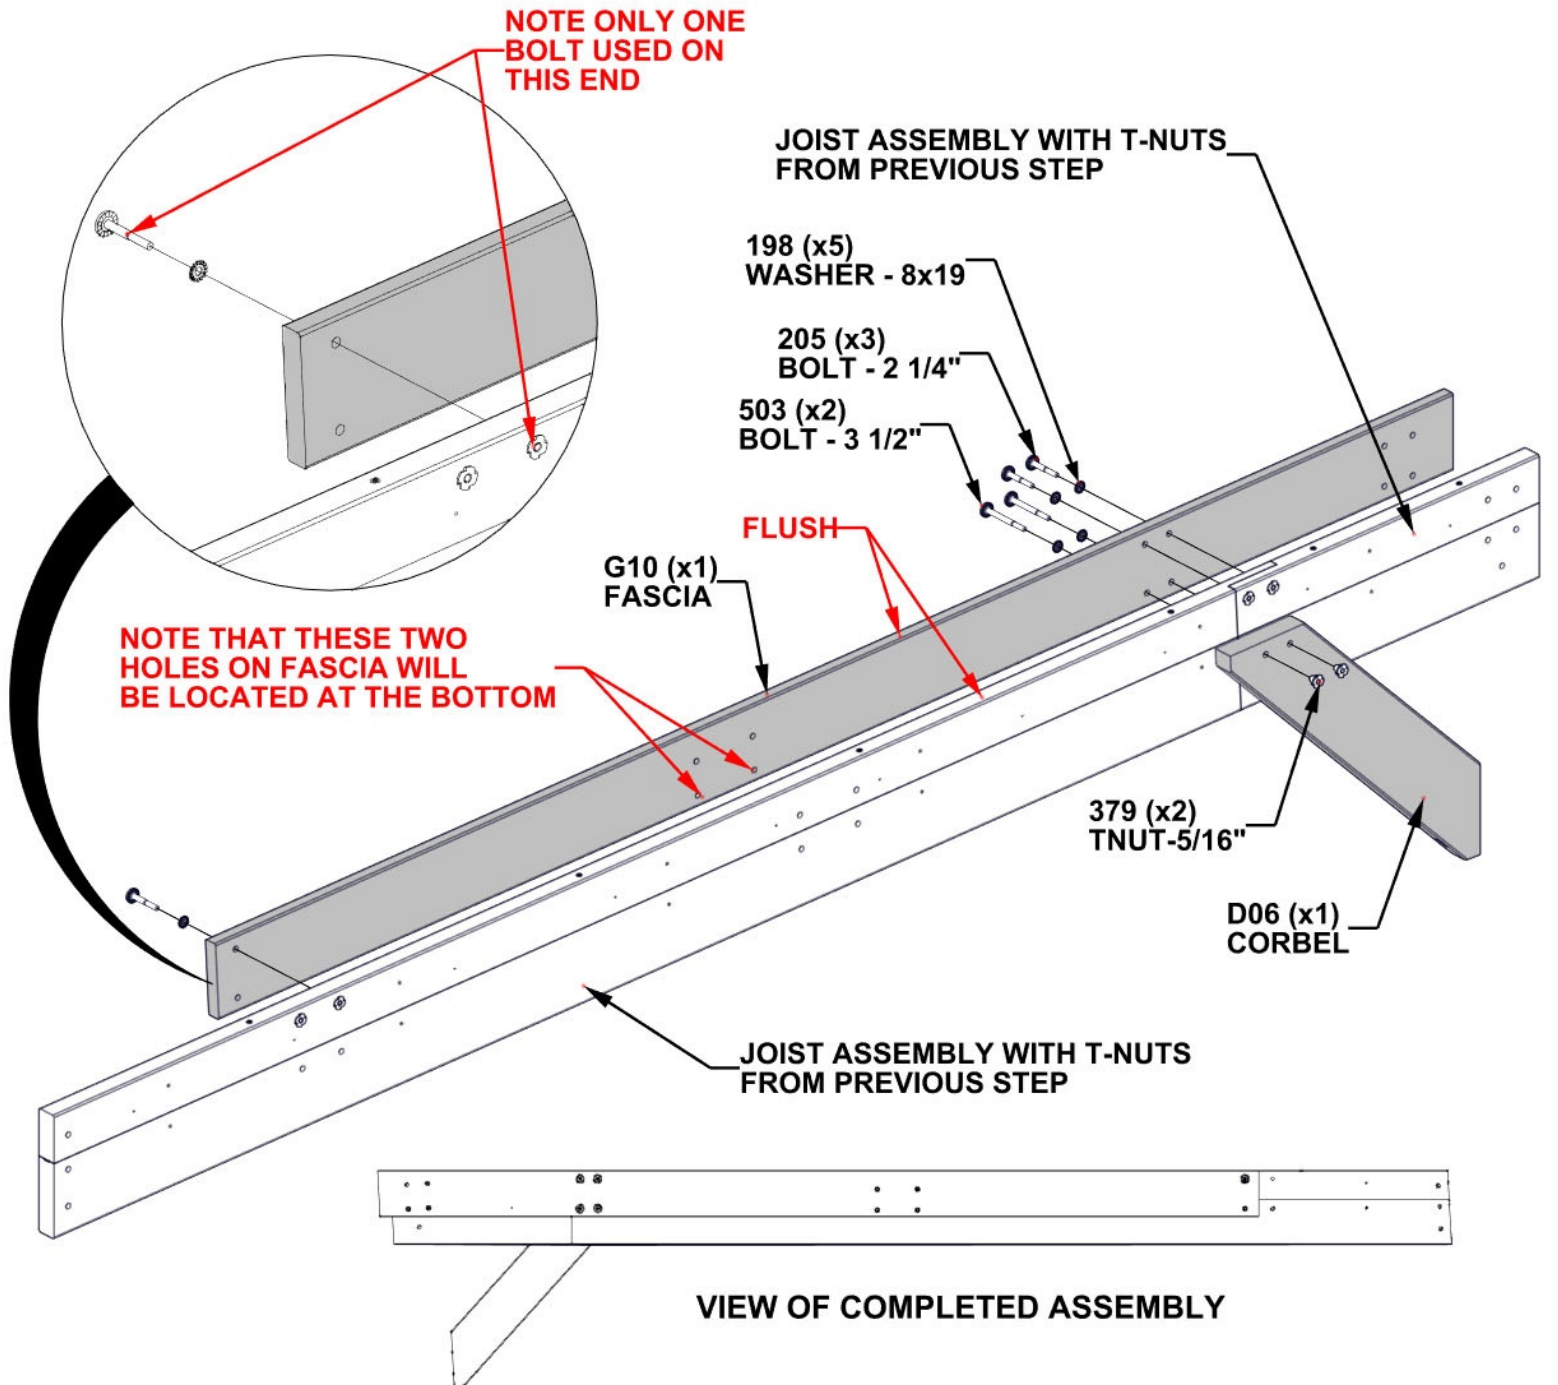 NOTE ONLY ONE
BOLT USED ON
THIS END
JOIST ASSEMBLY WITH T-NUTS
FROM PREVIOUS STEP
198 (x5)
WASHER - 8x19
205 (x3)
BOLT - 2 1/4"
503 (x2)
BOLT - 3 1/2"
FLUSH
G10 (x1)
FASCIA
NOTE THAT THESE TWO
HOLES ON FASCIA WILL
BE LOCATED AT THE BOTTOM
379 (x2)
TNUT-5/16"
D06 (x1)
CORBEL
JOIST ASSEMBLY WITH T-NUTS
FROM PREVIOUS STEP
VIEW OF COMPLETED ASSEMBLY